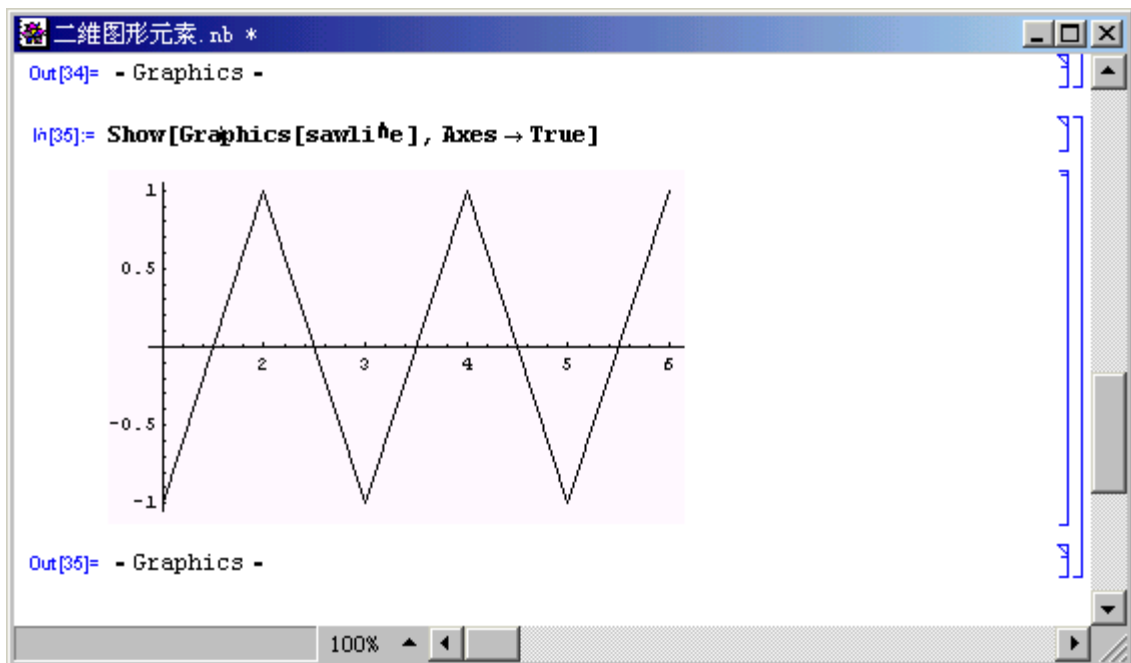 二維图形元素.nb *
Out[34]= - Graphics -
In[35]:= Show[Graphics[sawline], Axes → True]
1
0.5
2 3 4 5 6
-0.5
-1
Out[35]= - Graphics -
100%